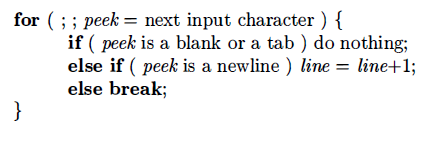 for ( ; ; peek = next input character ) {
if ( peek is a blank or a tab ) do nothing;
else if ( peek is a newline ) line = line+1;
else break;
}